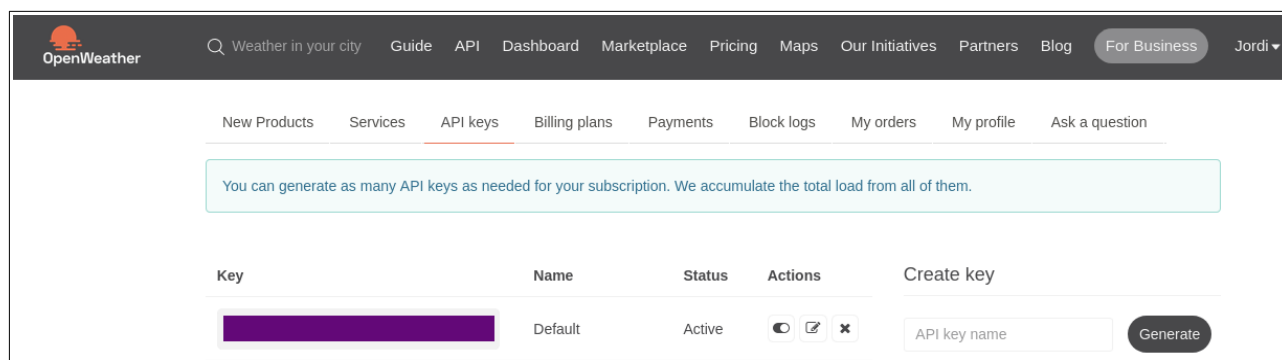 OpenWeather
Weather in your city Guide API Dashboard Marketplace Pricing Maps Our Initiatives Partners Blog For Business Jordi
New Products Services API keys Billing plans Payments Block logs My orders My profile Ask a question
You can generate as many API keys as needed for your subscription. We accumulate the total load from all of them.
Key Name Status Actions Create key
Default Active API key name Generate